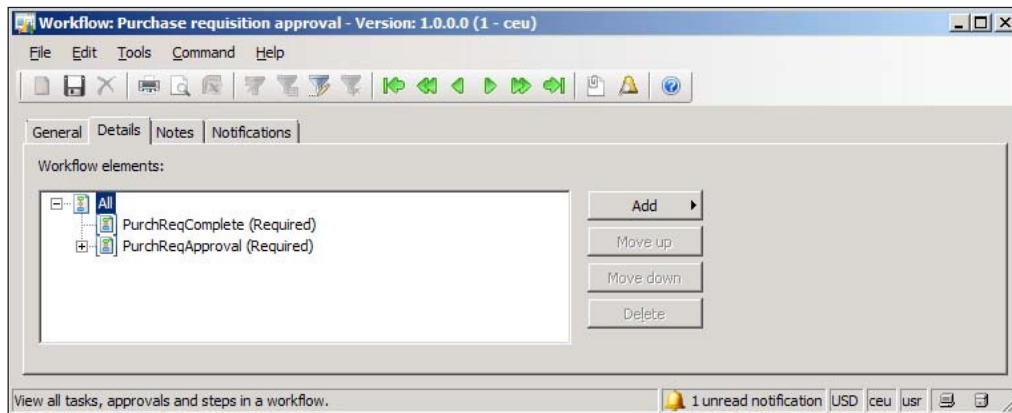 Workflow: Purchase requisition approval - Version: 1.0.0.0 (1 - ceu)
File Edit Tools Command Help
General Details Notes Notifications
Workflow elements:
All
PurchReqComplete (Required)
PurchReqApproval (Required)
Add
Move up
Move down
Delete
View all tasks, approvals and steps in a workflow. 1 unread notification USD ceu usr